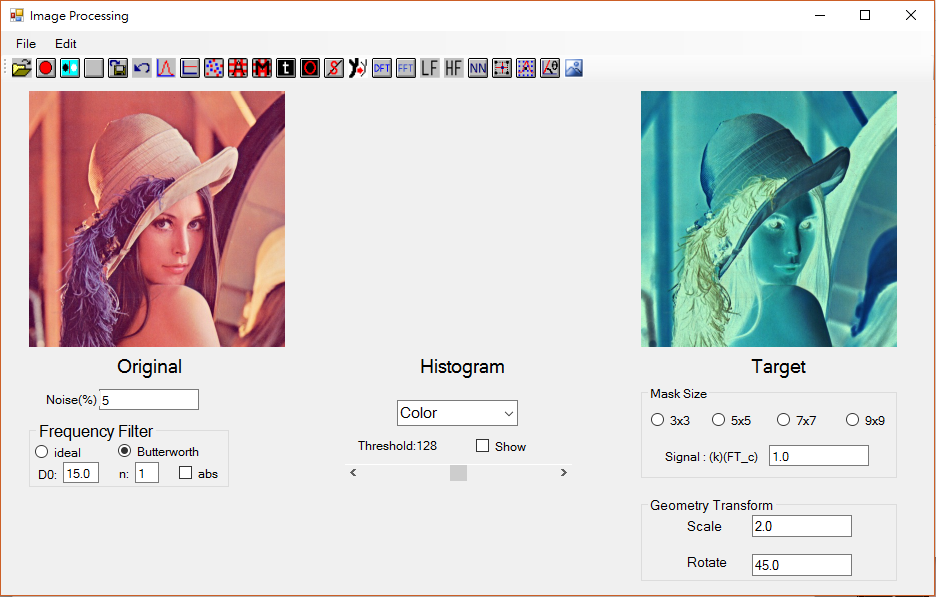 Image Processing
File Edit
t DFT FFT LF HF NN
Original
Histogram
Target
Noise(%) 5
Frequency Filter
ideal Butterworth
D0: 15.0 n: 1 abs
Color
Threshold:128 Show
Mask Size
3x3 5x5 7x7 9x9
Signal : (k)(FT_c) 1.0
Geometry Transform
Scale 2.0
Rotate 45.0